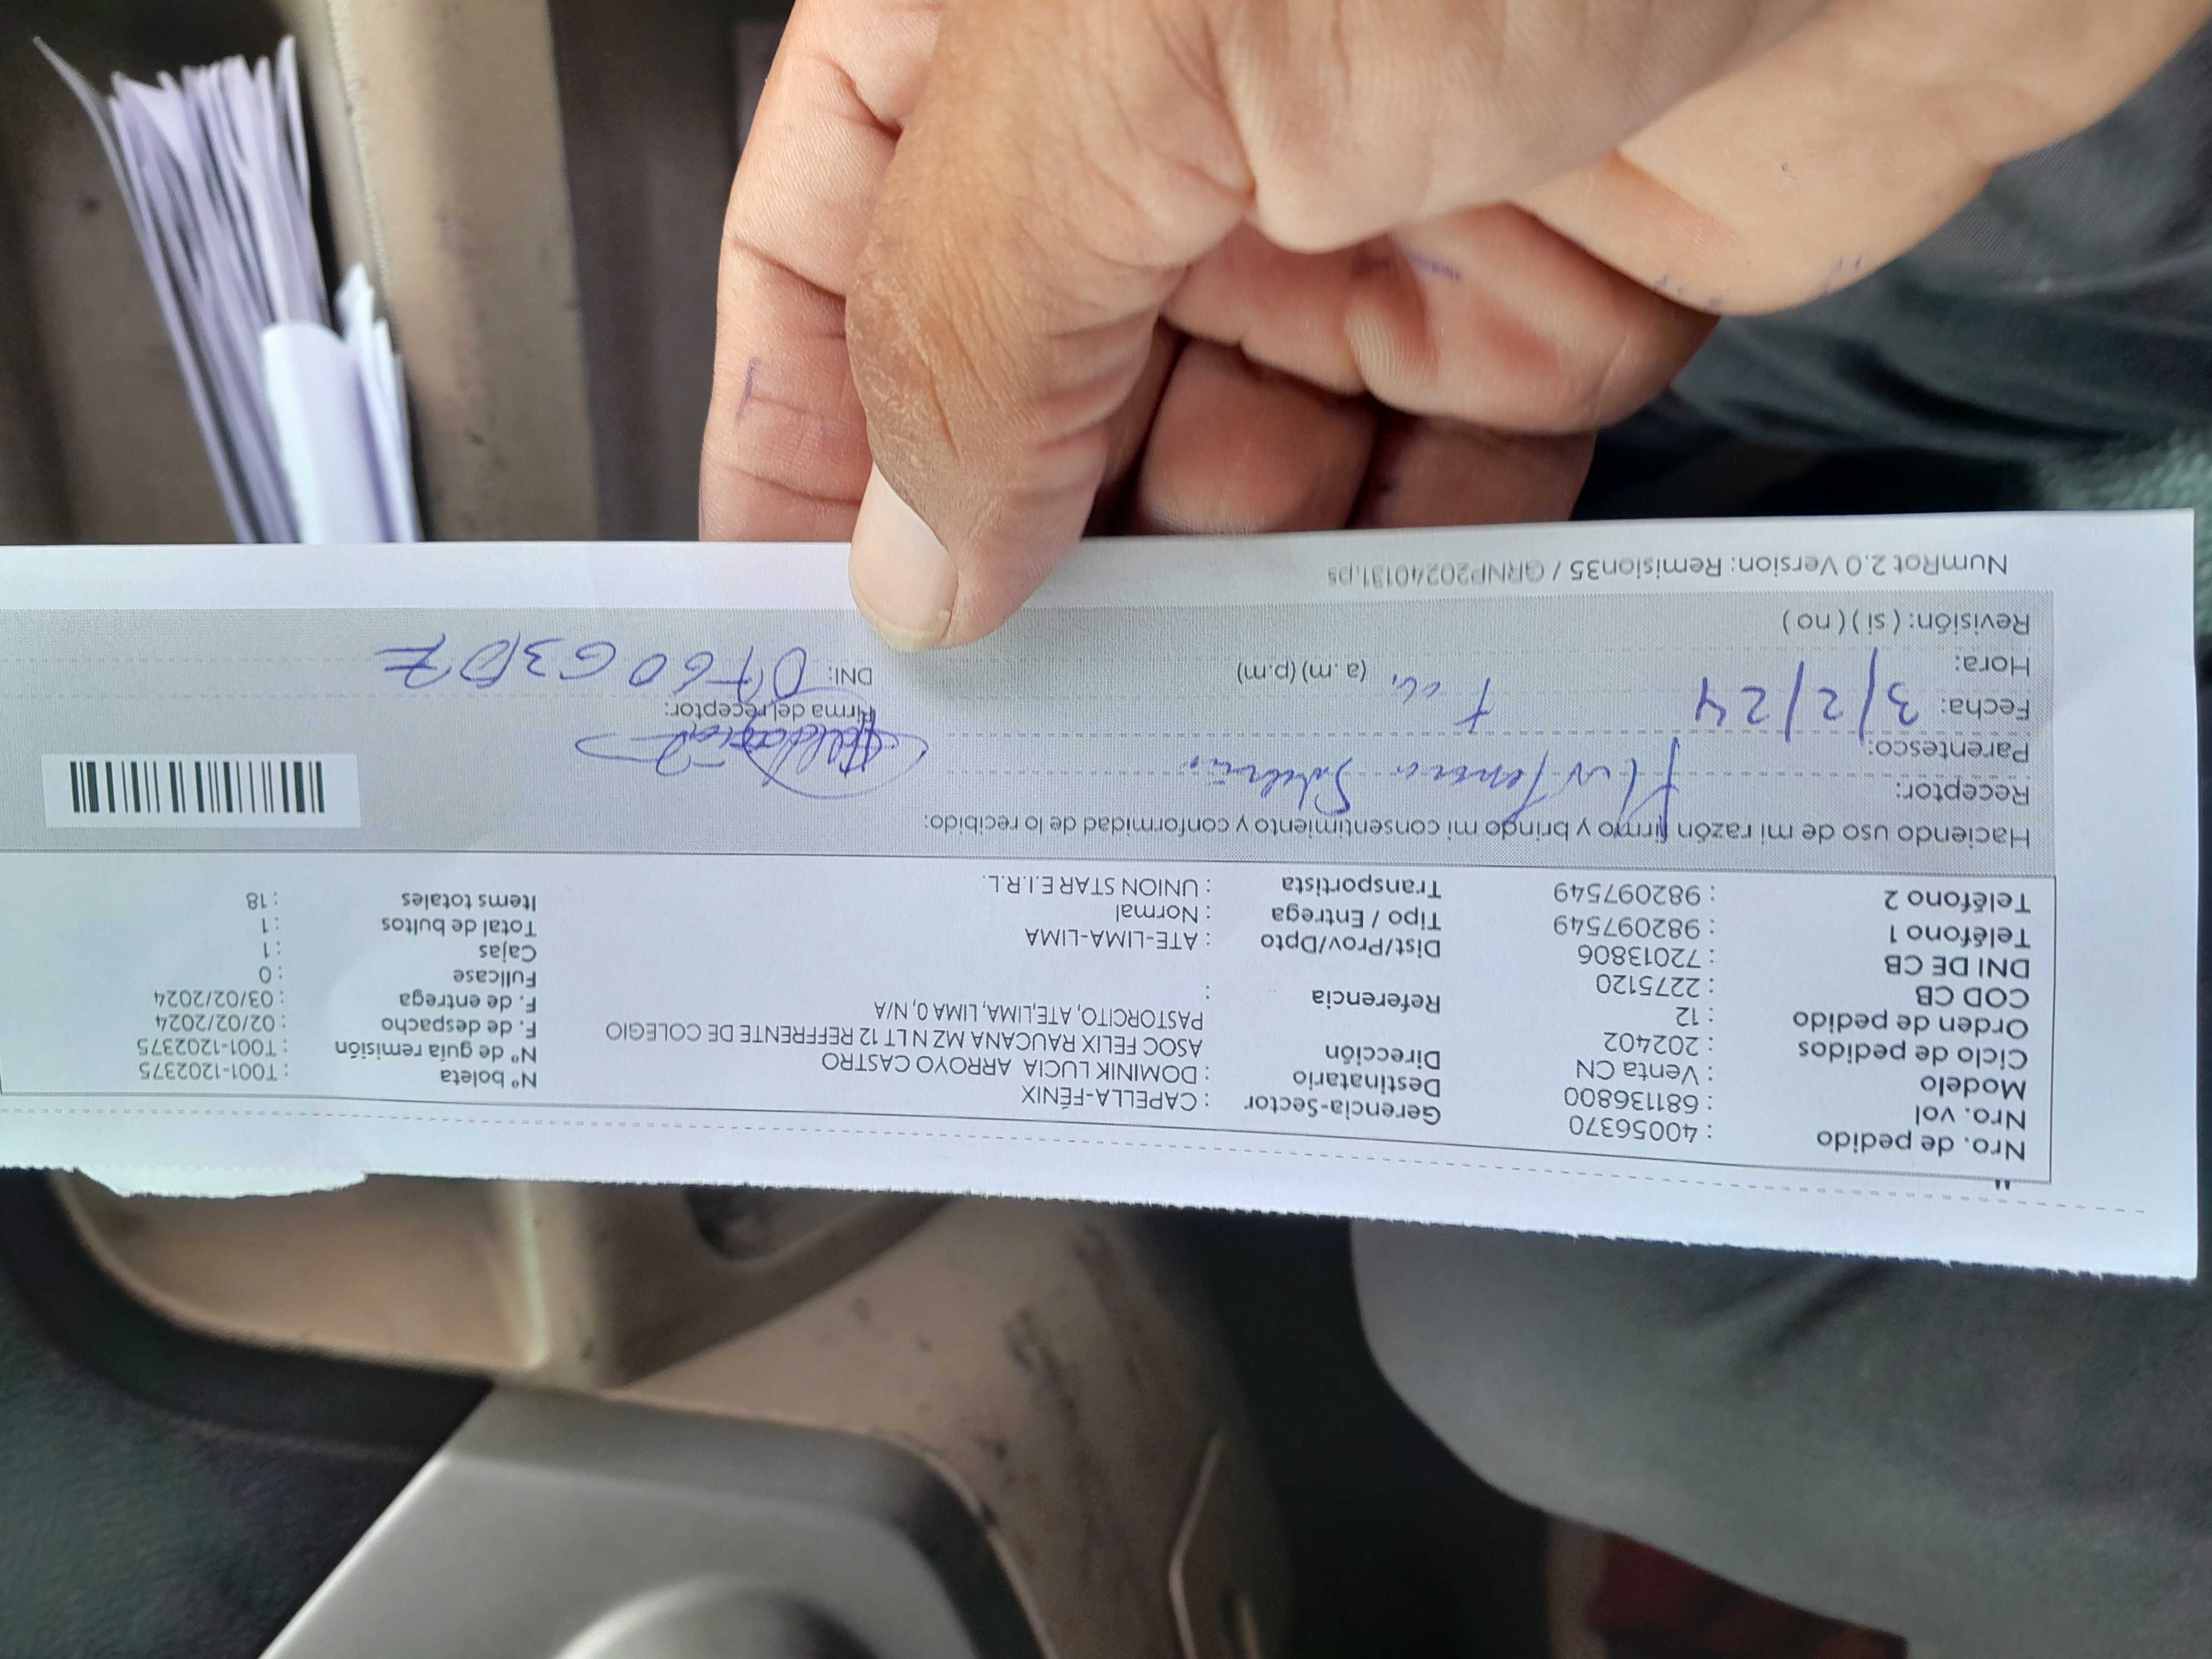 Nro. de pedido : 40056370
Nro. vol : 681136800
Modelo : Venta CN
Ciclo de pedidos : 202402
Orden de pedido : 12
COD CB : 2275120
DNI DE CB : 72013806
Teléfono 1 : 982097549
Teléfono 2 : 982097549
Gerencia-Sector : CAPELLA-FÉNIX
Destinatario : DOMINIK LUCIA ARROYO CASTRO
Dirección ASOC FELIX RAUCANA MZ N LT 12 REFFRENTE DE COLEGIO
PASTORCITO, ATE,LIMA, LIMA 0, N/A
Referencia :
Dist/Prov/Dpto : ATE-LIMA-LIMA
Tipo / Entrega : Normal
Transportista : UNION STAR E.I.R.L.
N° boleta : T001-1202375
N° de guía remisión : T001-1202375
F. de despacho : 02/02/2024
F. de entrega : 03/02/2024
Fullcase : 0
Cajas : 1
Total de bultos : 1
Items totales : 18
Haciendo uso de mi razón firmo y brindo mi consentimiento y conformidad de lo recibido:
Receptor:
Parentesco:
Fecha: 3/2/24
Hora: (a. m) (p.m)
Revisión: ( si ) ( no )
Firma del receptor:
DNI:
NumRot 2.0 Version: Remision35 / GRNP20240131.ps